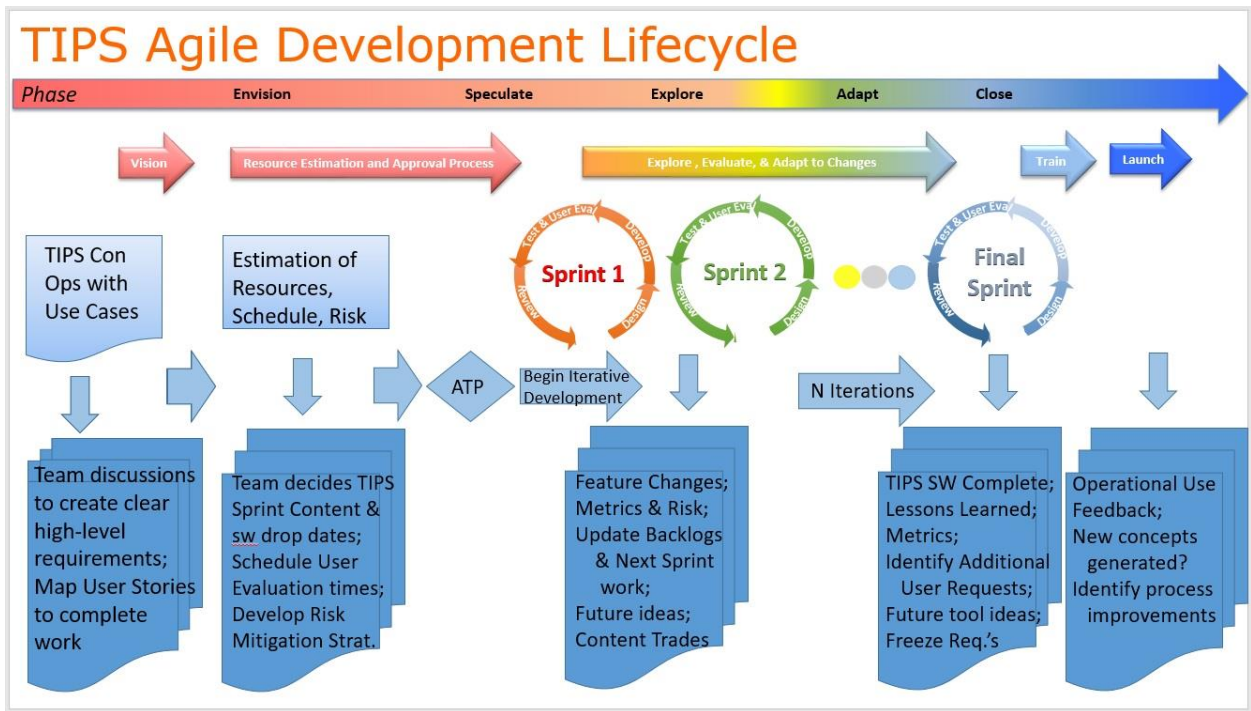 TIPS Agile Development Lifecycle
Phase Envision Speculate Explore Adapt Close
Vision
Resource Estimation and Approval Process
Explore , Evaluate, & Adapt to Changes
Train
Launch
TIPS Con
Ops with
Use Cases
Estimation of
Resources,
Schedule, Risk
Test & User Eval
Develop
Sprint 1
Review
Design
Test & User Eval
Develop
Sprint 2
Review
Design
Test & User Eval
Develop
Final
Sprint
Review
Design
ATP
Begin Iterative
Development
N Iterations
Team discussions
to create clear
high-level
requirements;
Map User Stories
to complete
work
Team decides TIPS
Sprint Content &
sw drop dates;
Schedule User
Evaluation times;
Develop Risk
Mitigation Strat.
Feature Changes;
Metrics & Risk;
Update Backlogs
& Next Sprint
work;
Future ideas;
Content Trades
TIPS SW Complete;
Lessons Learned;
Metrics;
Identify Additional
User Requests;
Future tool ideas;
Freeze Req.'s
Operational Use
Feedback;
New concepts
generated?
Identify process
improvements